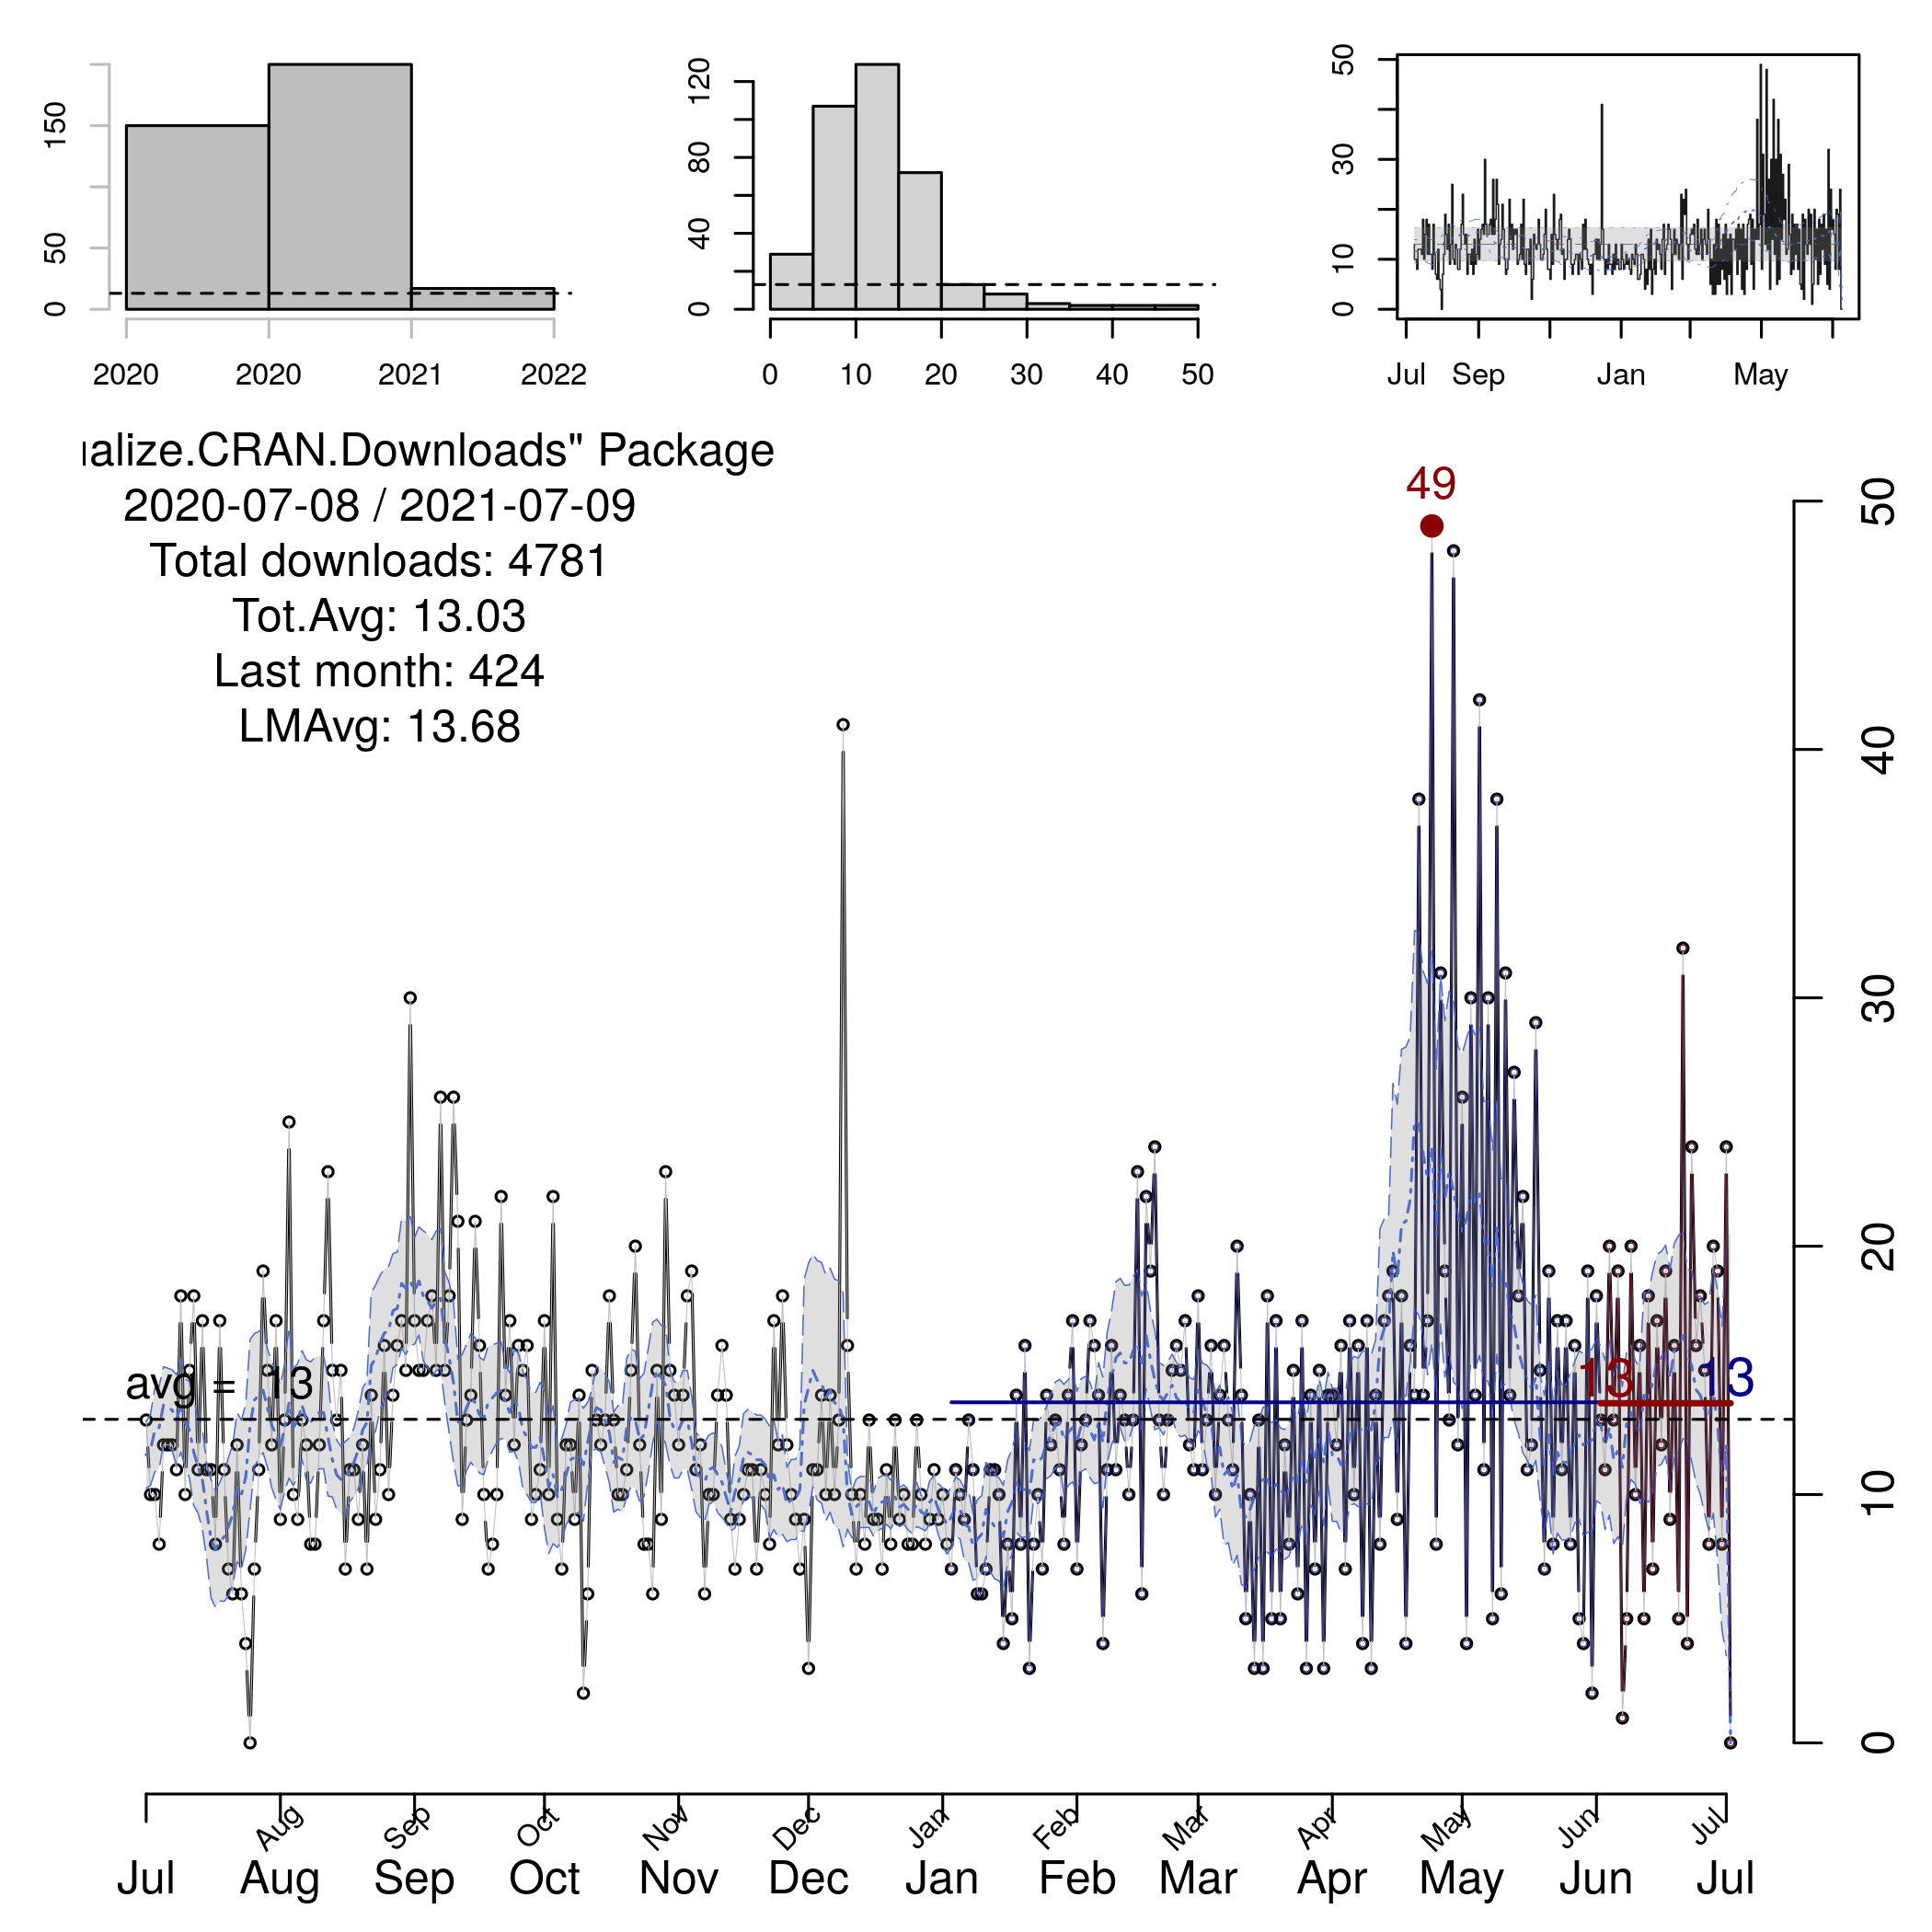 150
50
0
2020 2020 2021 2022
120
80
40
0
0 10 20 30 40 50
50
30
10
0
Jul Sep Jan May
alize.CRAN.Downloads" Package
2020-07-08 / 2021-07-09
Total downloads: 4781
Tot.Avg: 13.03
Last month: 424
LMAvg: 13.68
49
50
40
30
20
10
0
avg = 13
13
13
Aug Sep Oct Nov Dec Jan Feb Mar Apr May Jun Jul
Jul Aug Sep Oct Nov Dec Jan Feb Mar Apr May Jun Jul